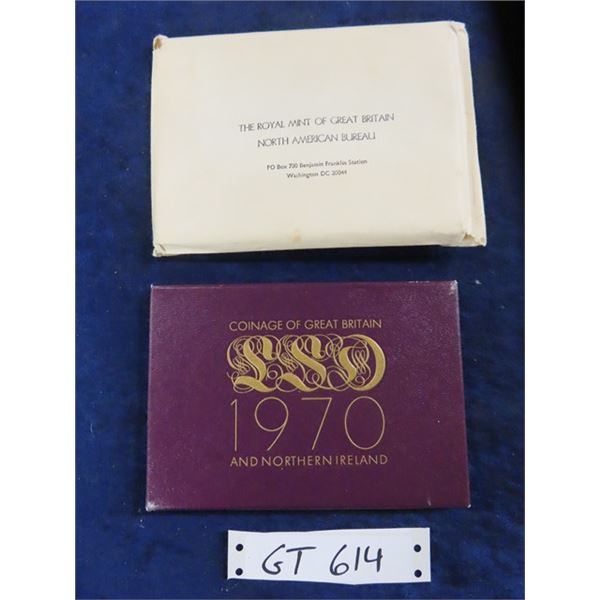 THE ROYAL MINT OF GREAT BRITAIN
NORTH AMERICAN BUREAU
PO Box 700 Benjamin Franklin Station
Washington DC 20044
COINAGE OF GREAT BRITAIN
LSD
1970
AND NORTHERN IRELAND
GT 614